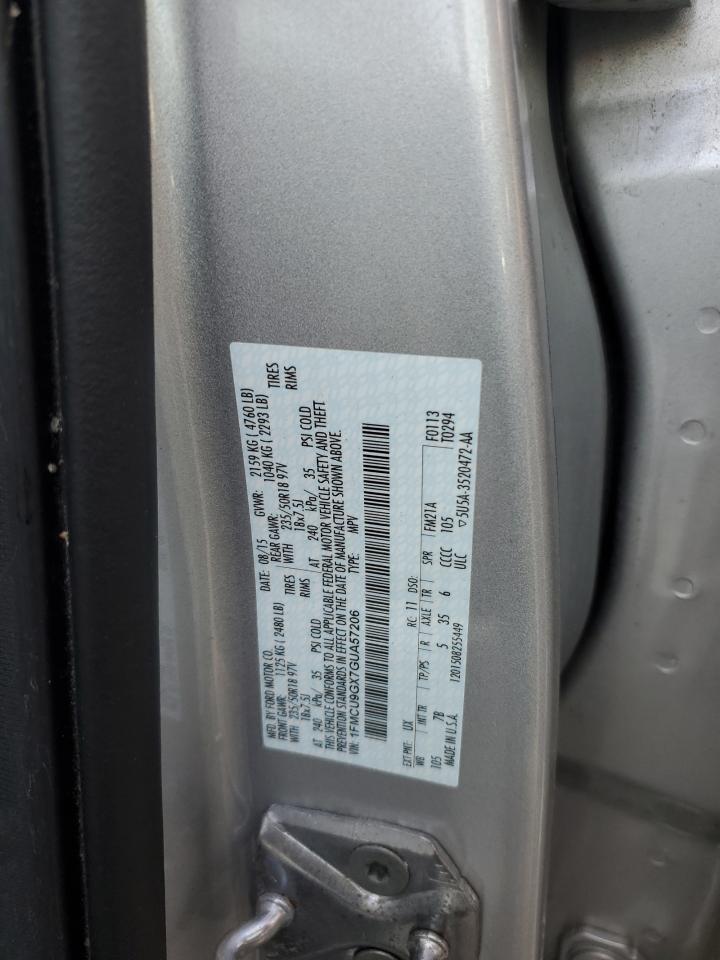 MFD. BY FORD MOTOR CO.
DATE: 08/15 GVWR: 2159 KG ( 4760 LB)
FRONT GAWR: 1125 KG ( 2480 LB) REAR GAWR: 1040 KG ( 2293 LB)
WITH 235/50R18 97V TIRES WITH 235/50R18 97V TIRES
18x7.5J RIMS 18x7.5J RIMS
AT 240 kPa/ 35 PSI COLD AT 240 kPa/ 35 PSI COLD
THIS VEHICLE CONFORMS TO ALL APPLICABLE FEDERAL MOTOR VEHICLE SAFETY AND THEFT
PREVENTION STANDARDS IN EFFECT ON THE DATE OF MANUFACTURE SHOWN ABOVE.
VIN: 1FMCU9GX7GUA57206 TYPE: MPV
EXT PNT: UX RC: 11 DSO: F0113
WB INT TR TP/PS R AXLE TR SPR FM21A T0294
105 7B 5 35 6 CCCC 105
MADE IN U.S.A. 1201508255449 ULC ▽5U5A-3520472-AA